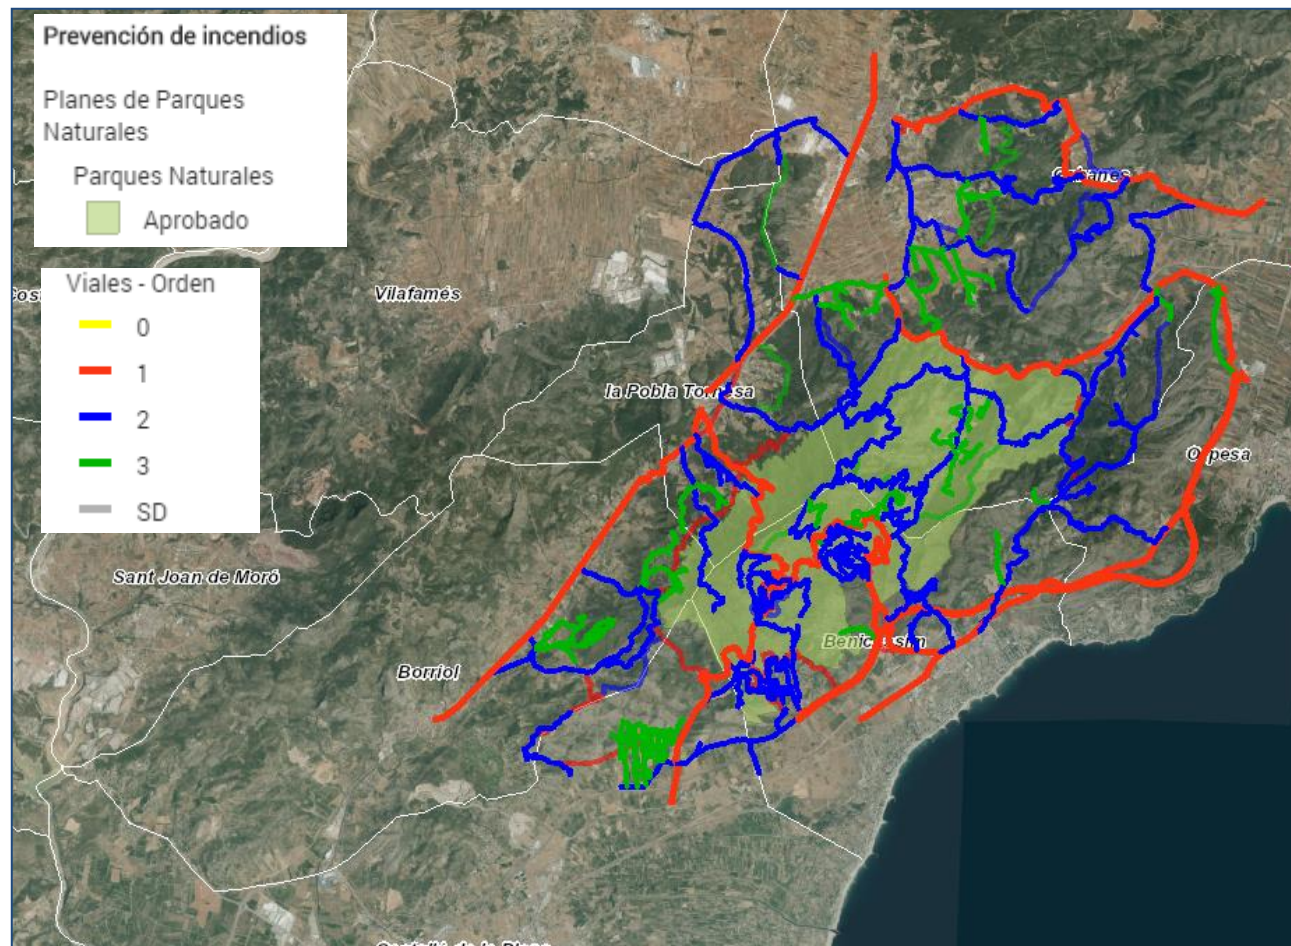 Prevención de incendios
Planes de Parques
Naturales
Parques Naturales
Aprobado
Viales - Orden
0
1
2
3
SD
Vilafamés
la Pobla Tornesa
Orpesa
Sant Joan de Moró
Borriol
Benicàssim